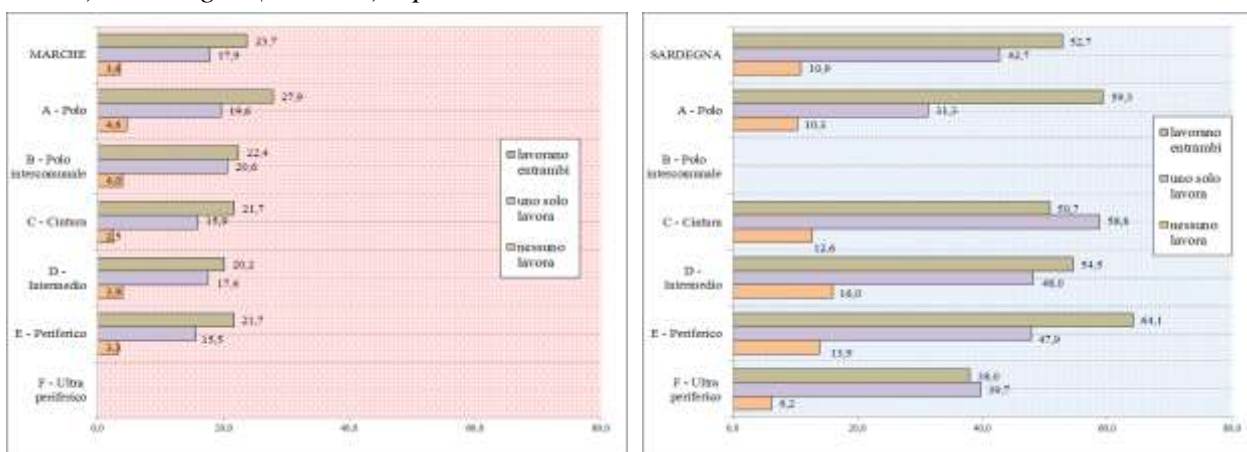 MARCHE
23,7
17,9
A - Polo
27,9
19,6
B - Polo
intercomunale
22,4
20,6
4,0
C - Cintura
21,7
15,9
D -
Intermedio
20,2
17,6
3,9
E - Periferico
21,7
15,5
3,3
F - Ultra
periferico
0,0 20,0 40,0 60,0 80,0
lavorano
entrambi
uno solo
lavora
nessuno
lavora
SARDEGNA
52,7
42,7
10,9
A - Polo
59,3
31,3
10,3
B - Polo
intercomunale
C - Cintura
50,7
58,8
12,6
D -
Intermedio
54,5
48,0
16,0
E - Periferico
64,1
47,9
13,9
F - Ultra
periferico
38,0
39,7
6,2
0,0 20,0 40,0 60,0 80,0
lavorano
entrambi
uno solo
lavora
nessuno
lavora